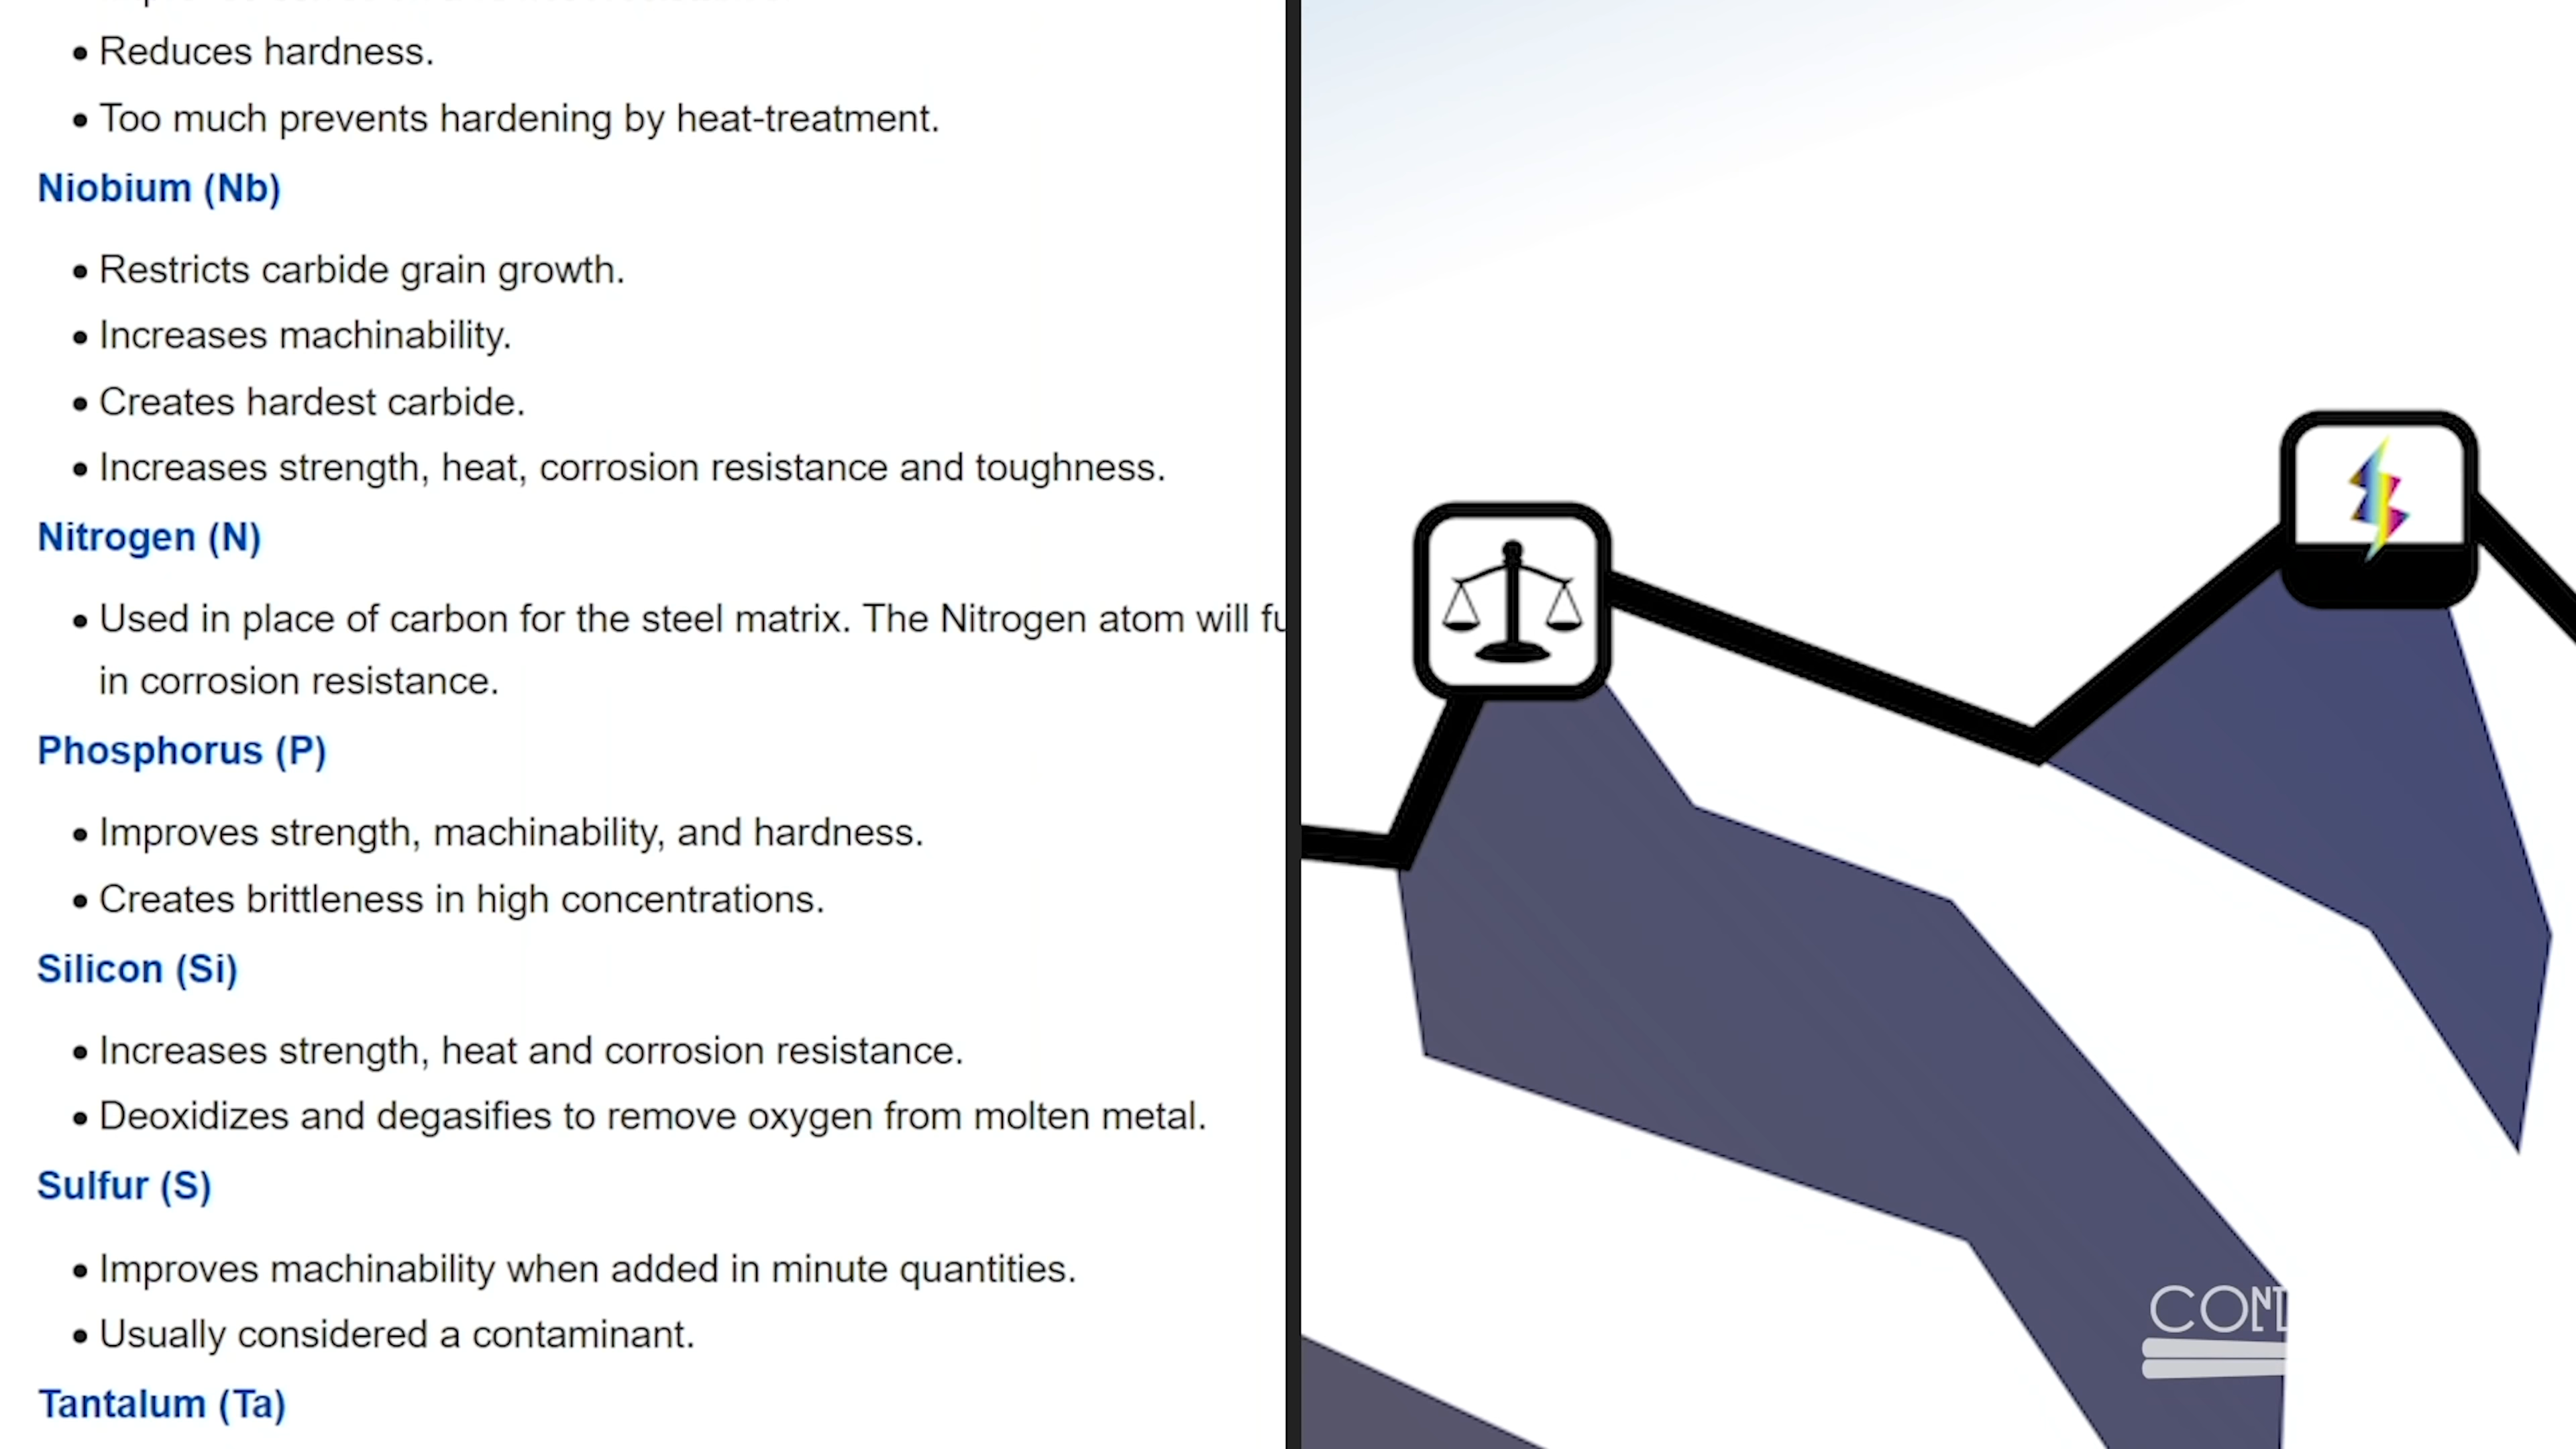 • Reduces hardness.
• Too much prevents hardening by heat-treatment.
Niobium (Nb)
• Restricts carbide grain growth.
• Increases machinability.
• Creates hardest carbide.
• Increases strength, heat, corrosion resistance and toughness.
Nitrogen (N)
• Used in place of carbon for the steel matrix. The Nitrogen atom will
in corrosion resistance.
Phosphorus (P)
• Improves strength, machinability, and hardness.
• Creates brittleness in high concentrations.
Silicon (Si)
• Increases strength, heat and corrosion resistance.
• Deoxidizes and degasifies to remove oxygen from molten metal.
Sulfur (S)
• Improves machinability when added in minute quantities.
• Usually considered a contaminant.
Tantalum (Ta)